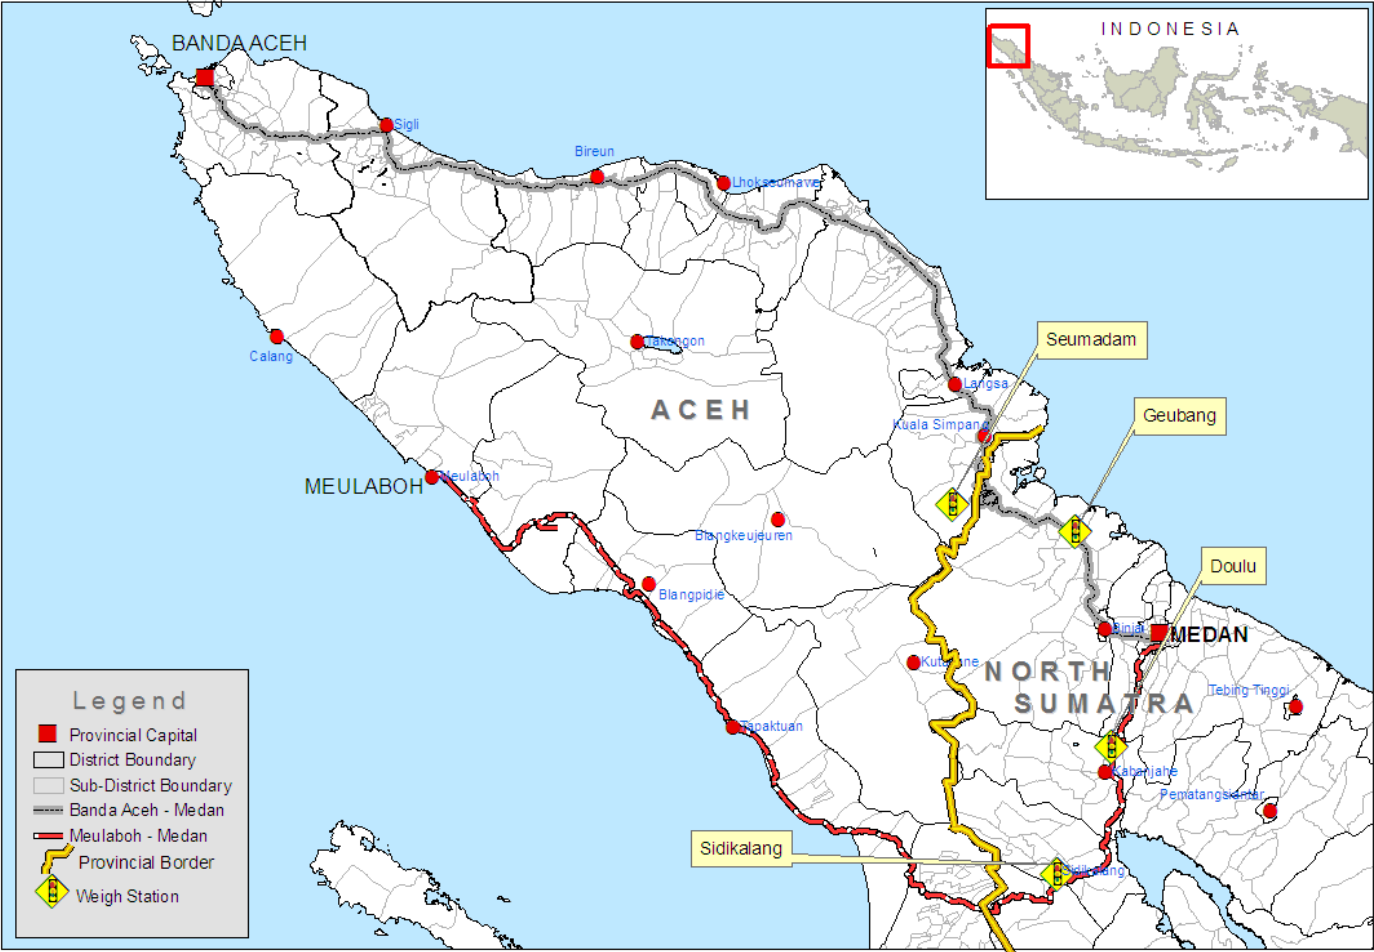 BANDA ACEH
INDONESIA
Sigli
Bireun
Lhokseumawe
Seumadam
Calang
Takengon
Langsa
ACEH
Geubang
Kuala Simpang
MEULABOH
Meulaboh
Blangkeujeuren
Doulu
Blangpidie
Binjai
MEDAN
Kutacane
NORTH
SUMATRA
Tebing Tinggi
Tapaktuan
Kabanjahe
Pematangsiantar
Sidikalang
Sidikalang
Legend
Provincial Capital
District Boundary
Sub-District Boundary
Banda Aceh - Medan
Meulaboh - Medan
Provincial Border
Weigh Station